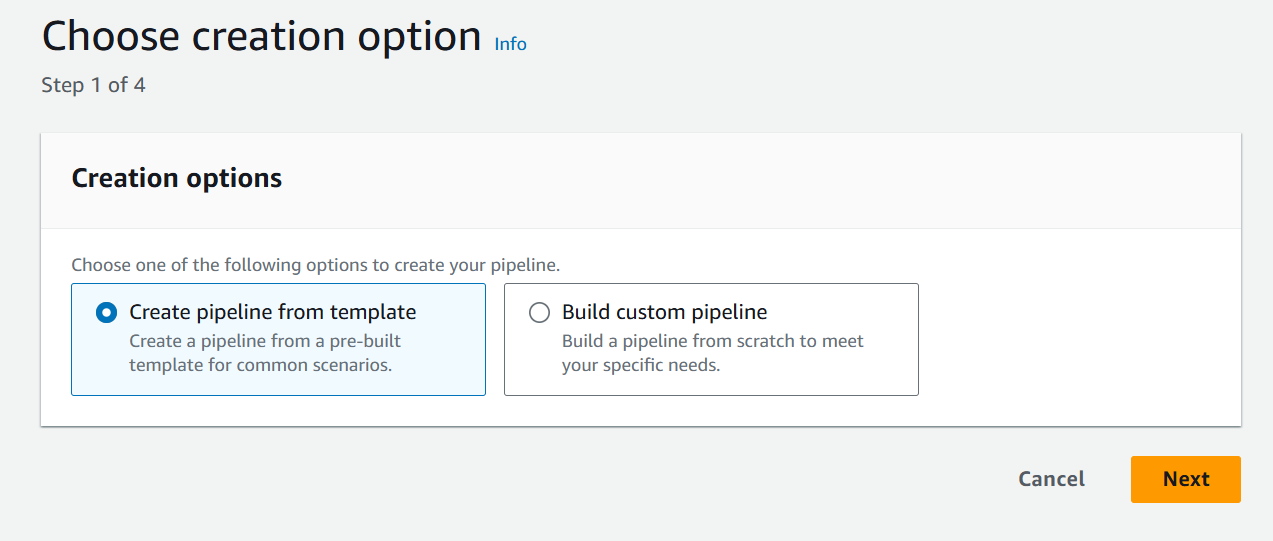 Choose creation option Info
Step 1 of 4
Creation options
Choose one of the following options to create your pipeline.
Create pipeline from template
Create a pipeline from a pre-built
template for common scenarios.
Build custom pipeline
Build a pipeline from scratch to meet
your specific needs.
Cancel
Next